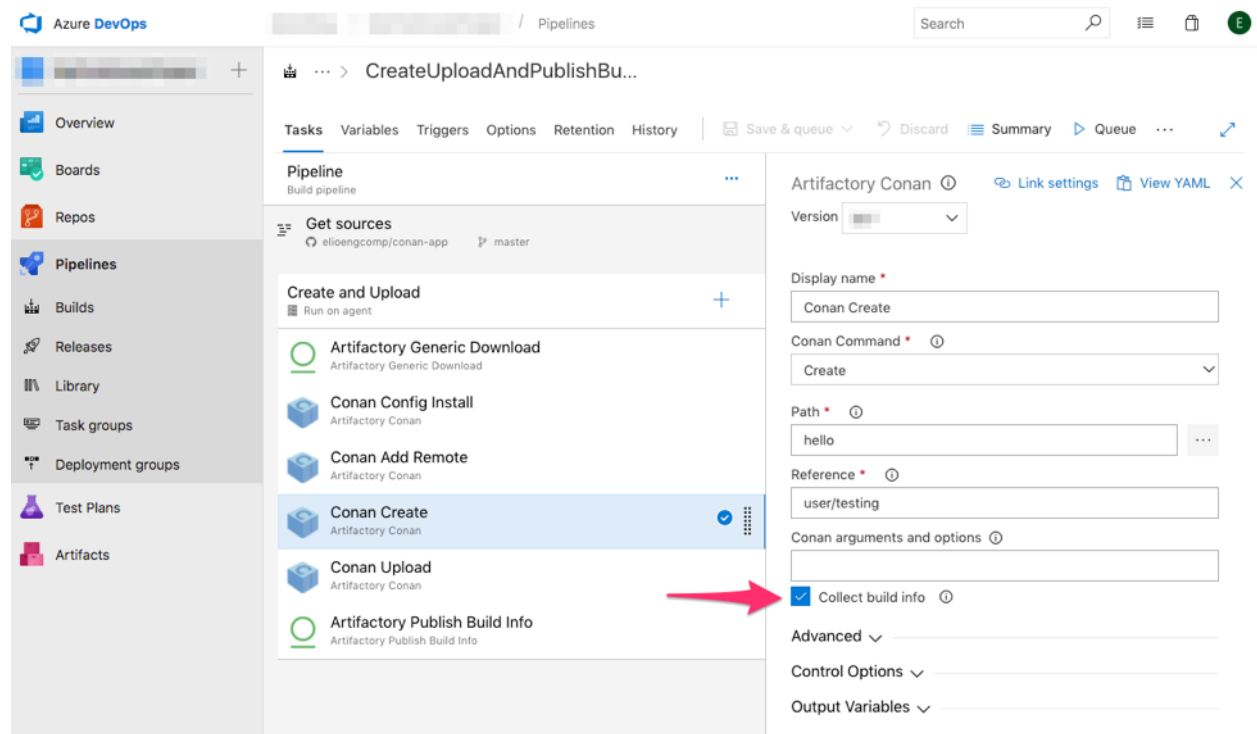 Azure DevOps
/ Pipelines
Search
E
Overview
Boards
Repos
Pipelines
Builds
Releases
Library
Task groups
Deployment groups
Test Plans
Artifacts
... > CreateUploadAndPublishBu...
Tasks Variables Triggers Options Retention History Save & queue Discard Summary Queue ...
Pipeline
Build pipeline
...
Get sources
elioengcomp/conan-app master
Create and Upload
Run on agent
Artifactory Generic Download
Artifactory Generic Download
Conan Config Install
Artifactory Conan
Conan Add Remote
Artifactory Conan
Conan Create
Artifactory Conan
Conan Upload
Artifactory Conan
Artifactory Publish Build Info
Artifactory Publish Build Info
Artifactory Conan Link settings View YAML
Version
Display name *
Conan Create
Conan Command *
Create
Path *
hello
...
Reference *
user/testing
Conan arguments and options
Collect build info
Advanced
Control Options
Output Variables